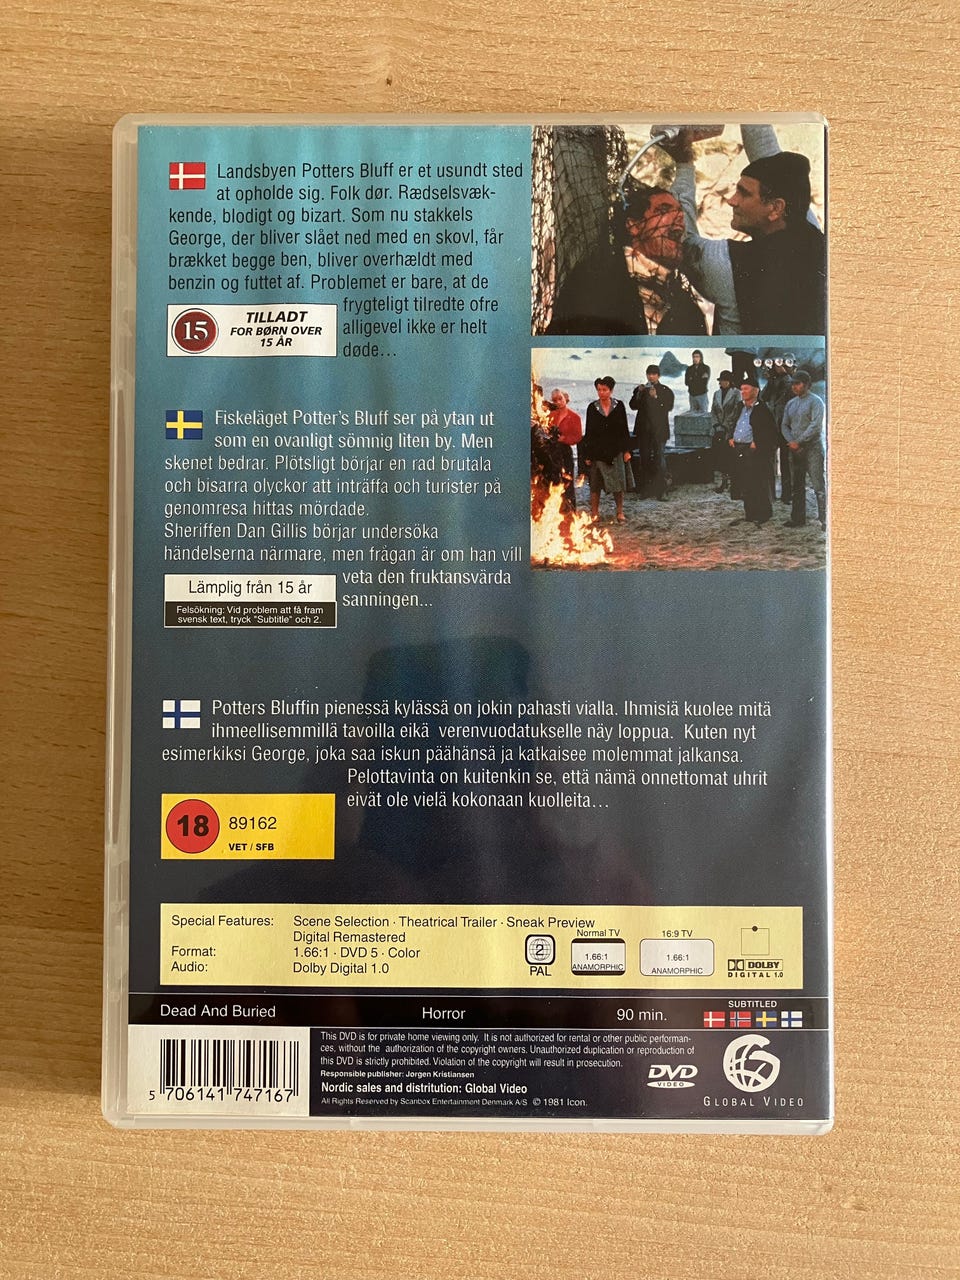 Landsbyen Potters Bluff er et usundt sted
at opholde sig. Folk dør. Rædselsvæk-
kende, blodigt og bizart. Som nu stakkels
George, der bliver slået ned med en skovl, får
brækket begge ben, bliver overhældt med
benzin og futtet af. Problemet er bare, at de
frygteligt tilredte ofre
alligevel ikke er helt
døde...
15
TILLADT
FOR BØRN OVER
15 ÅR
Fiskeläget Potter's Bluff ser på ytan ut
som en ovanligt sömnig liten by. Men
skenet bedrar. Plötsligt börjar en rad brutala
och bisarra olyckor att inträffa och turister på
genomresa hittas mördade.
Sheriffen Dan Gillis börjar undersöka
händelserna närmare, men frågan är om han vill
veta den fruktansvärda
sanningen...
Lämplig från 15 år
Felsökning: Vid problem att få fram
svensk text, tryck "Subtitle" och 2.
Potters Bluffin pienessä kylässä on jokin pahasti vialla. Ihmisiä kuolee mitä
ihmeellisemmillä tavoilla eikä verenvuodatukselle näy loppua. Kuten nyt
esimerkiksi George, joka saa iskun päähänsä ja katkaisee molemmat jalkansa.
Pelottavinta on kuitenkin se, että nämä onnettomat uhrit
eivät ole vielä kokonaan kuolleita...
18
89162
VET / SFB
Special Features: Scene Selection · Theatrical Trailer · Sneak Preview
Digital Remastered
Format: 1.66:1 · DVD 5 · Color
Audio: Dolby Digital 1.0
2
PAL
Normal TV
1.66:1
ANAMORPHIC
16:9 TV
1.66:1
ANAMORPHIC
DOLBY
DIGITAL 1.0
Dead And Buried Horror 90 min.
SUBTITLED
5 706141 747167
This DVD is for private home viewing only. It is not authorized for rental or other public performan-
ces, without the authorization of the copyright owners. Unauthorized duplication or reproduction of
this DVD is strictly prohibited. Violation of the copyright will result in prosecution.
Responsible publisher: Jørgen Kristiansen
Nordic sales and distritution: Global Video
All Rights Reserved by Scanbox Entertainment Denmark A/S © 1981 Icon.
DVD
VIDEO
GLOBAL VIDEO